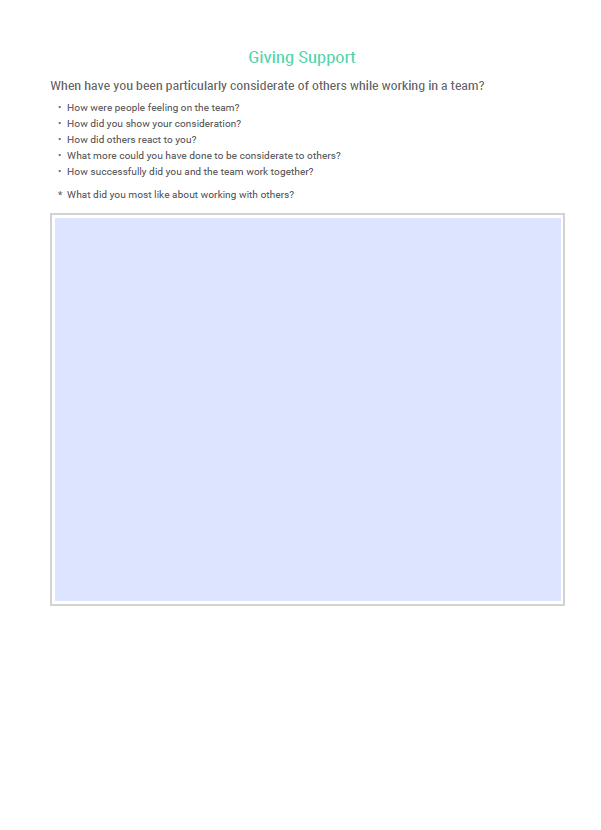 Giving Support
When have you been particularly considerate of others while working in a team?
• How were people feeling on the team?
• How did you show your consideration?
• How did others react to you?
• What more could you have done to be considerate to others?
• How successfully did you and the team work together?
* What did you most like about working with others?